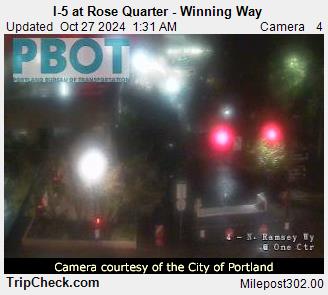 I-5 at Rose Quarter - Winning Way
Updated Oct 27 2024 1:31 AM Camera 4
PBOT
PORTLAND BUREAU OF TRANSPORTATION
4 - N. Ramsey Wy
@ One Ctr
Camera courtesy of the City of Portland
TripCheck.com Milepost302.00